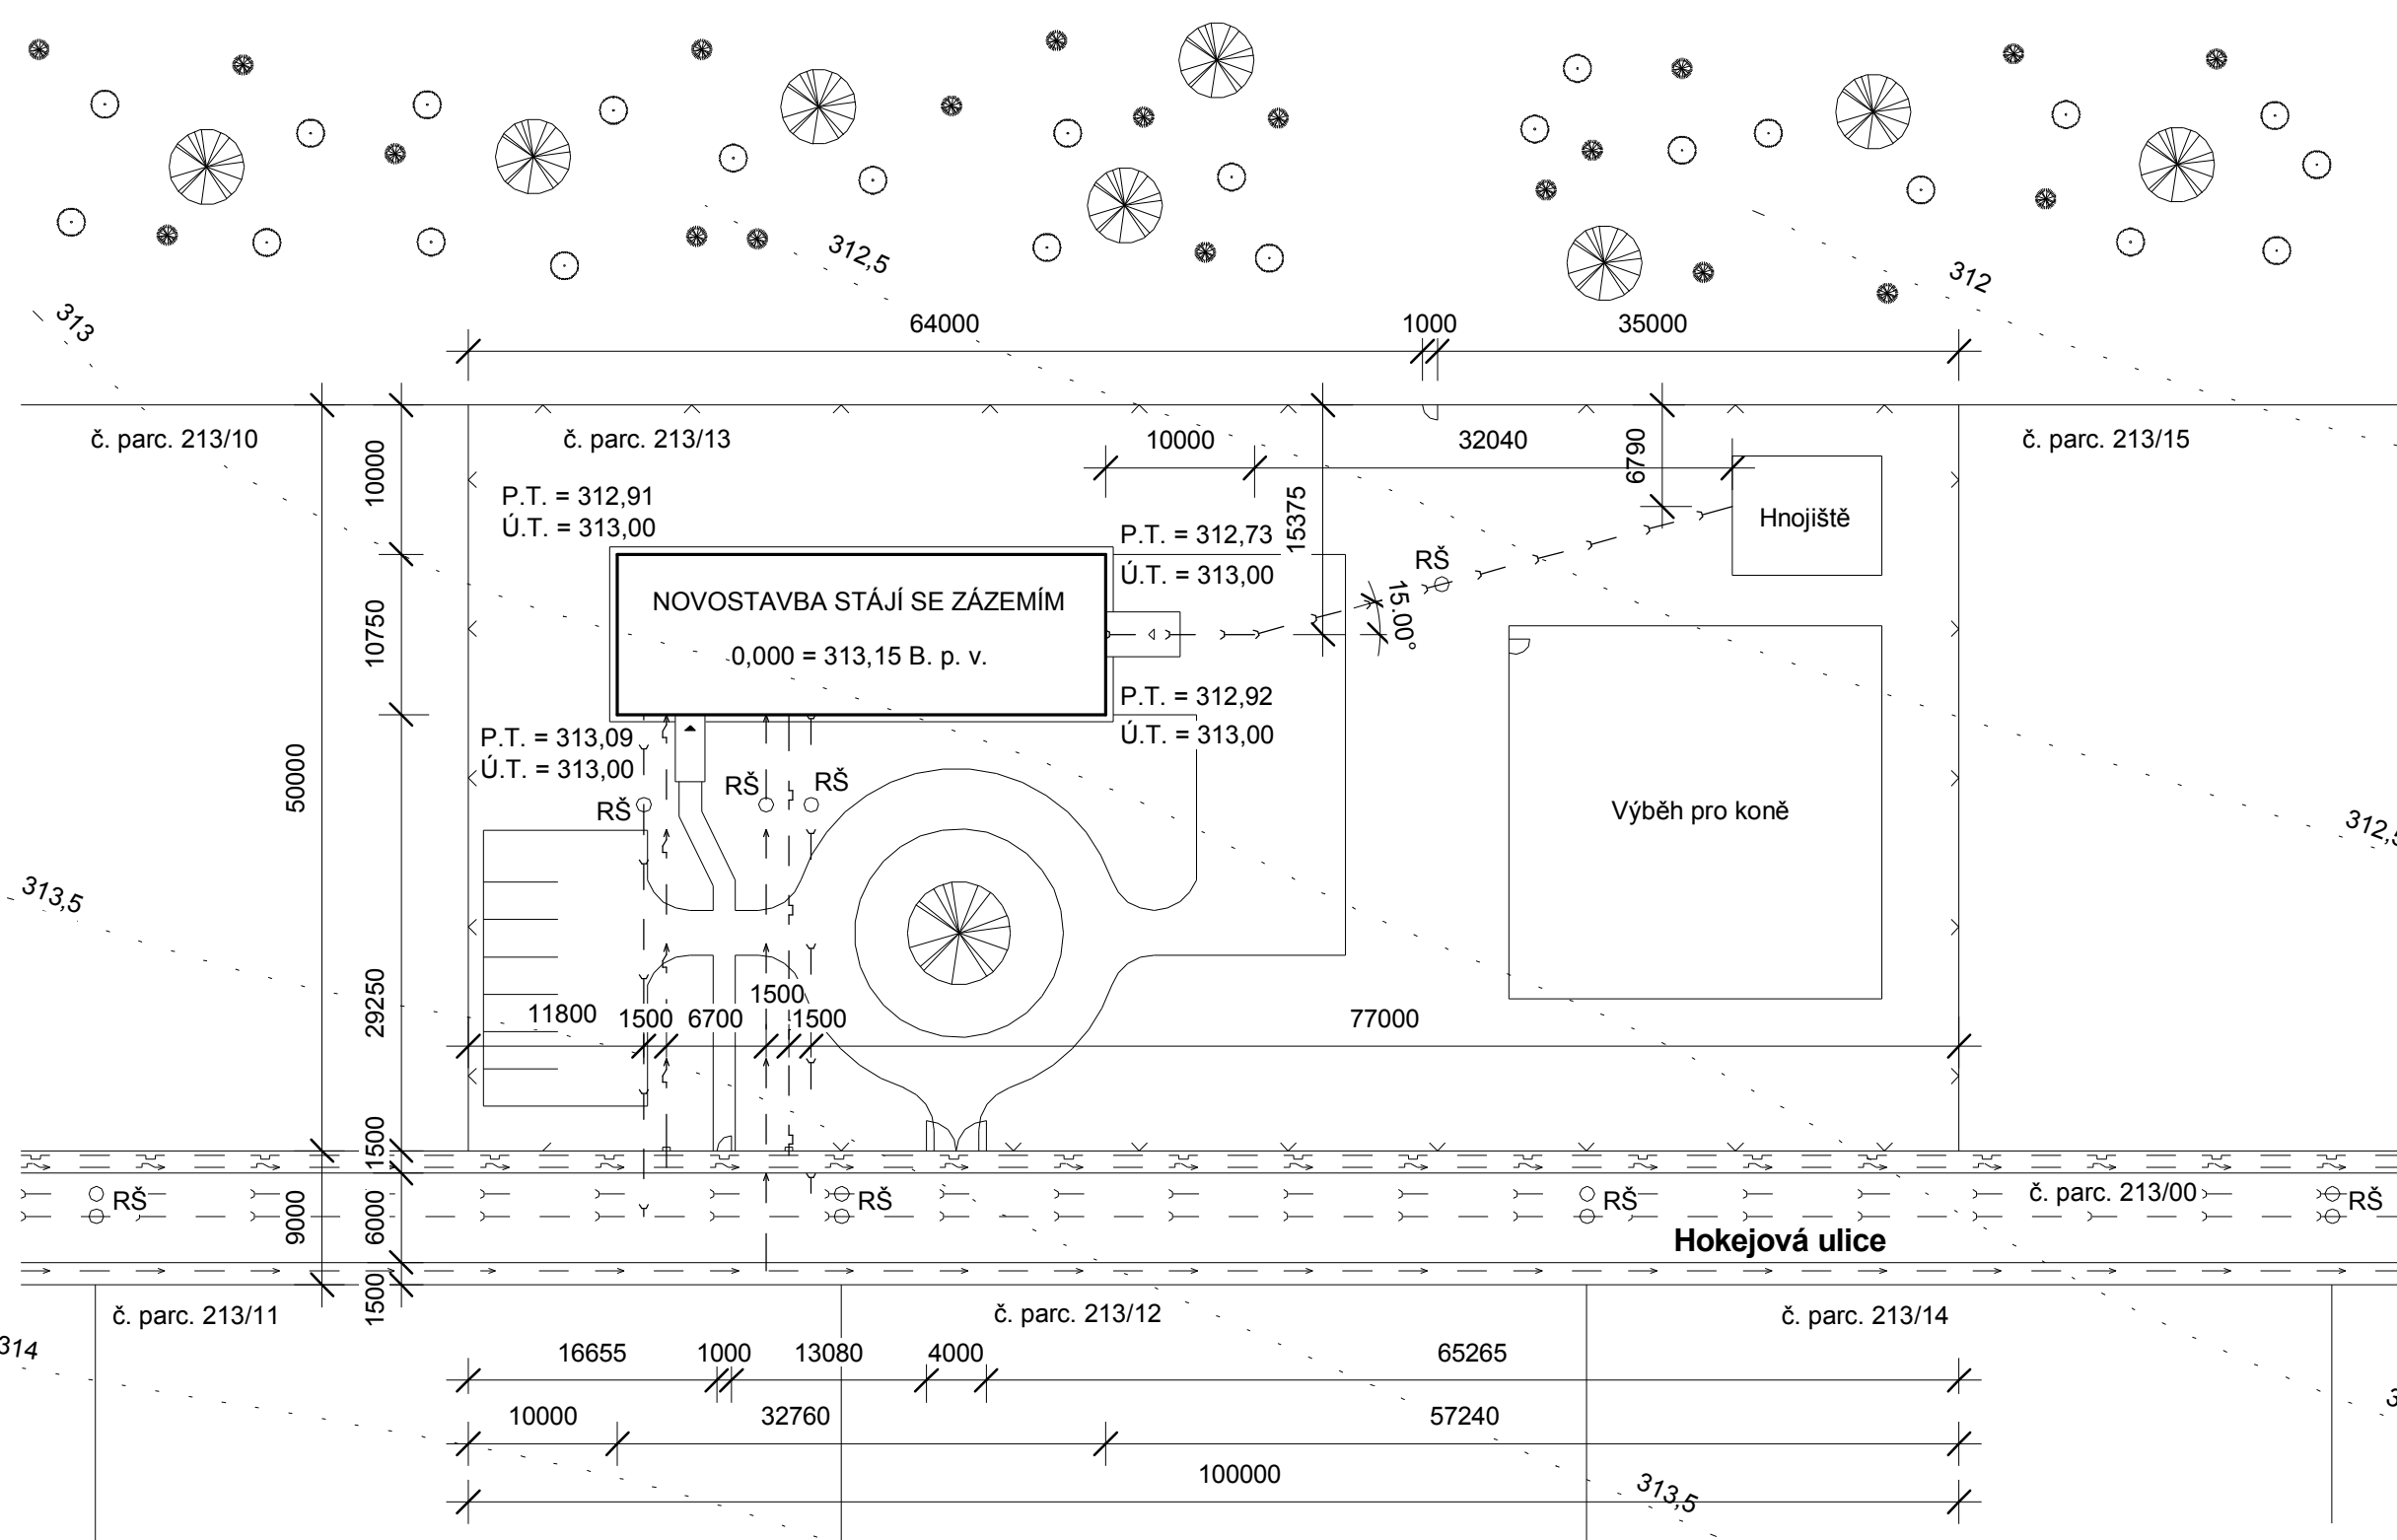 312,5
312
313
64000
1000
35000
č. parc. 213/10
č. parc. 213/13
10000
32040
č. parc. 213/15
6790
10000
P.T. = 312,91
Ú.T. = 313,00
15375
P.T. = 312,73
Ú.T. = 313,00
Hnojiště
RŠ
15.00°
NOVOSTAVBA STÁJÍ SE ZÁZEMÍM
0,000 = 313,15 B. p. v.
10750
P.T. = 312,92
Ú.T. = 313,00
P.T. = 313,09
Ú.T. = 313,00
50000
RŠ
RŠ
RŠ
Výběh pro koně
312,5
313,5
29250
11800
1500
6700
1500
1500
77000
1500
RŠ
RŠ
RŠ
č. parc. 213/00
RŠ
9000
6000
Hokejová ulice
1500
č. parc. 213/11
č. parc. 213/12
č. parc. 213/14
314
16655
1000
13080
4000
65265
10000
32760
57240
100000
313,5